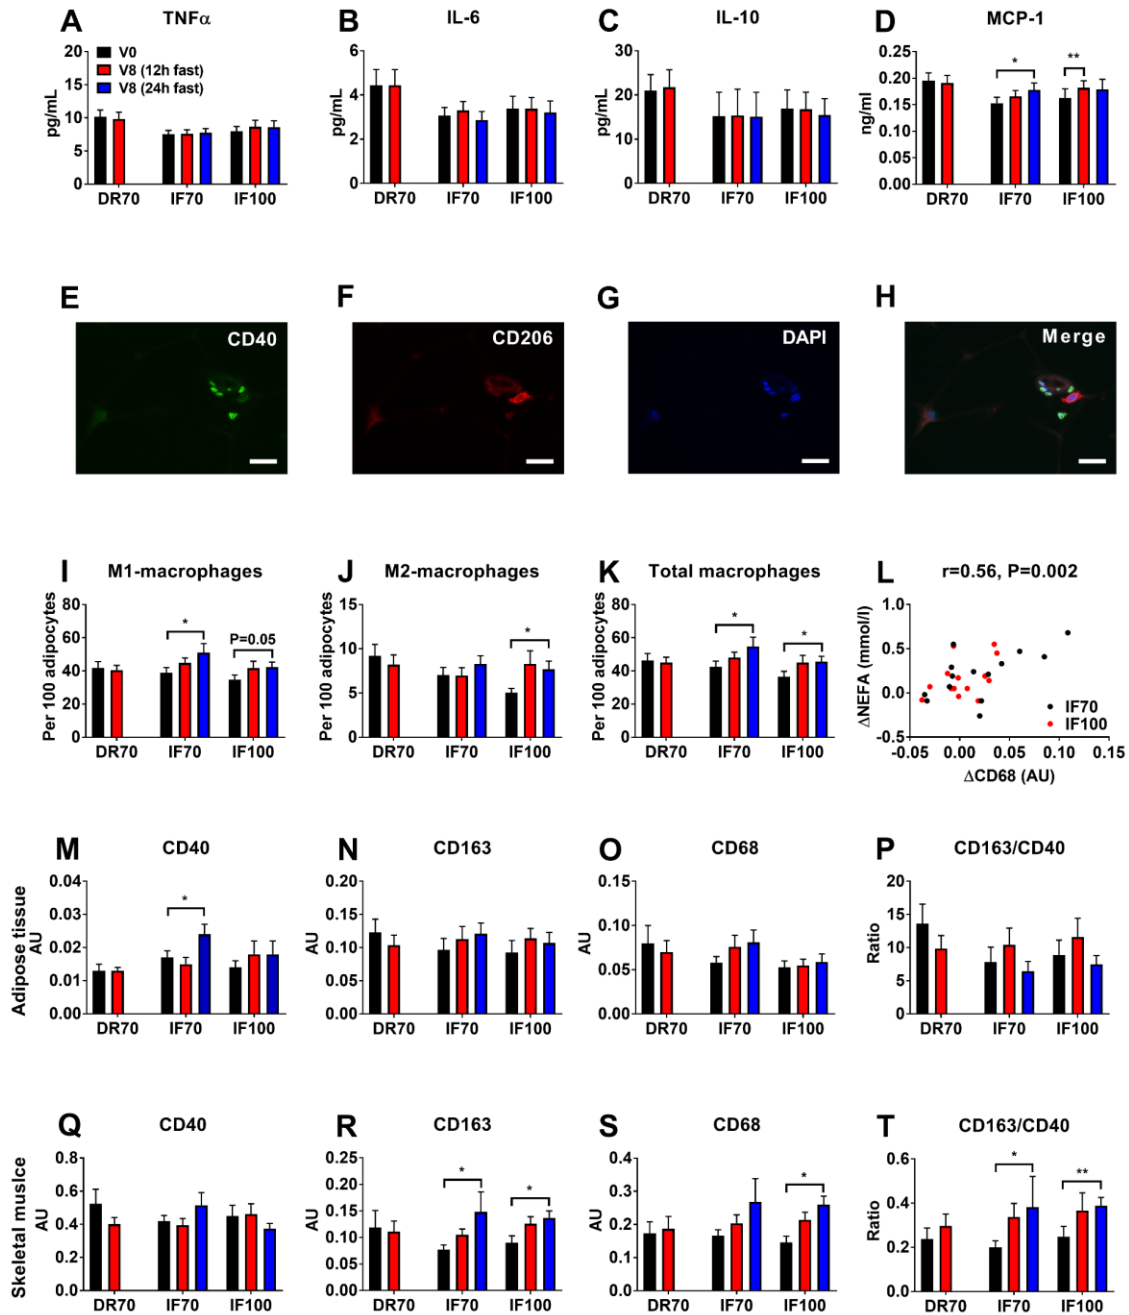 A TNFα
B IL-6
C IL-10
D MCP-1
pg/mL
20
15
10
5
0
V0
V8 (12h fast)
V8 (24h fast)
DR70 IF70 IF100
pg/mL
6
4
2
0
DR70 IF70 IF100
pg/mL
30
20
10
0
DR70 IF70 IF100
ng/ml
0.25
0.20
0.15
0.10
0.05
0.00
* **
DR70 IF70 IF100
E CD40
F CD206
G DAPI
H Merge
I M1-macrophages
Per 100 adipocytes
80
60
40
20
0
* P=0.05
DR70 IF70 IF100
J M2-macrophages
Per 100 adipocytes
15
10
5
0
*
DR70 IF70 IF100
K Total macrophages
Per 100 adipocytes
80
60
40
20
0
* *
DR70 IF70 IF100
L r=0.56, P=0.002
ΔNEFA (mmol/l)
1.0
0.5
0.0
-0.5
IF70
IF100
-0.05 0.00 0.05 0.10 0.15
ΔCD68 (AU)
Adipose tissue
M CD40
AU
0.04
0.03
0.02
0.01
0.00
*
DR70 IF70 IF100
N CD163
AU
0.20
0.15
0.10
0.05
0.00
DR70 IF70 IF100
O CD68
AU
0.15
0.10
0.05
0.00
DR70 IF70 IF100
P CD163/CD40
Ratio
20
15
10
5
0
DR70 IF70 IF100
Skeletal muslce
Q CD40
AU
0.8
0.6
0.4
0.2
0.0
DR70 IF70 IF100
R CD163
AU
0.25
0.20
0.15
0.10
0.05
0.00
* *
DR70 IF70 IF100
S CD68
AU
0.4
0.3
0.2
0.1
0.0
*
DR70 IF70 IF100
T CD163/CD40
Ratio
0.6
0.4
0.2
0.0
* **
DR70 IF70 IF100